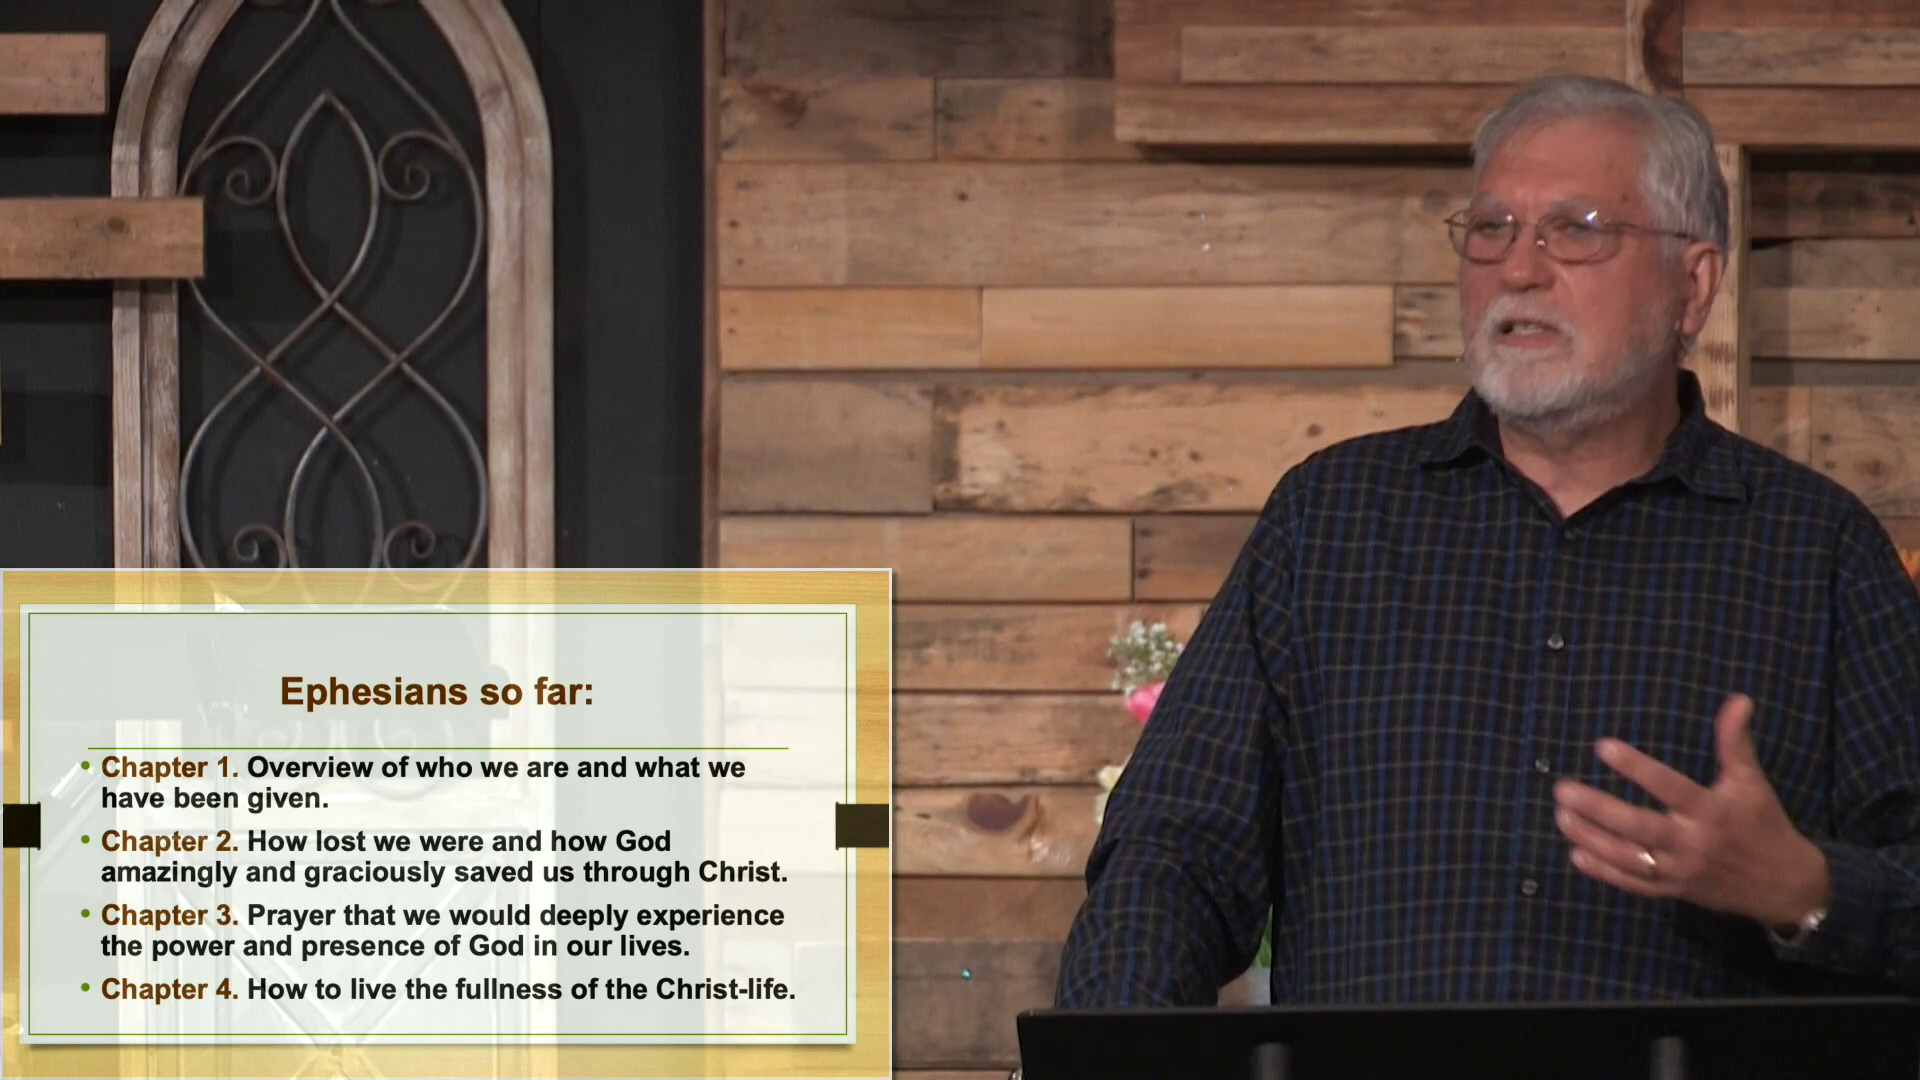 Ephesians so far:
• Chapter 1. Overview of who we are and what we
have been given.
• Chapter 2. How lost we were and how God
amazingly and graciously saved us through Christ.
• Chapter 3. Prayer that we would deeply experience
the power and presence of God in our lives.
• Chapter 4. How to live the fullness of the Christ-life.